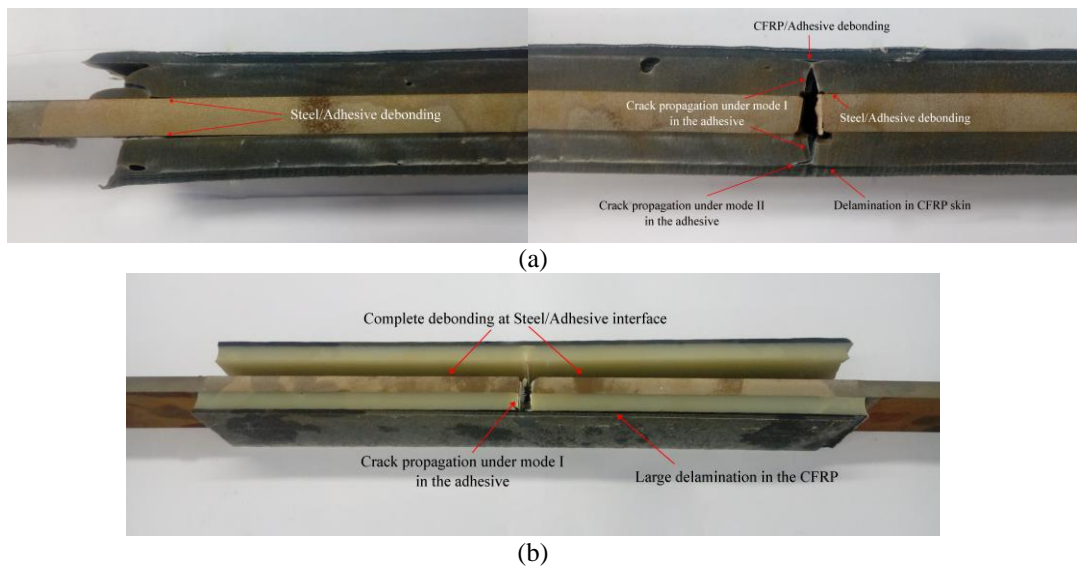 CFRP/Adhesive debonding
Steel/Adhesive debonding
Crack propagation under mode I
in the adhesive
Steel/Adhesive debonding
Crack propagation under mode II
in the adhesive
Delamination in CFRP skin
(a)
Complete debonding at Steel/Adhesive interface
Crack propagation under mode I
in the adhesive
Large delamination in the CFRP
(b)